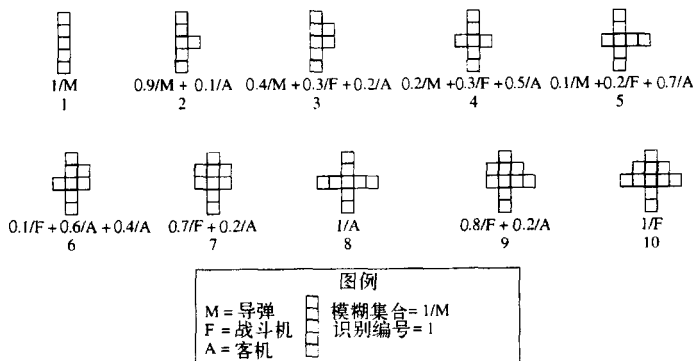 1/M
0.9/M + 0.1/A
0.4/M + 0.3/F + 0.2/A
0.2/M +0.3/F + 0.5/A
0.1/M +0.2/F + 0.7/A
1
2
3
4
5
0.1/F + 0.6/A + 0.4/A
0.7/F + 0.2/A
1/A
0.8/F + 0.2/A
1/F
6
7
8
9
10
图例
M = 导弹
模糊集合= 1/M
F = 战斗机
识别编号= 1
A = 客机